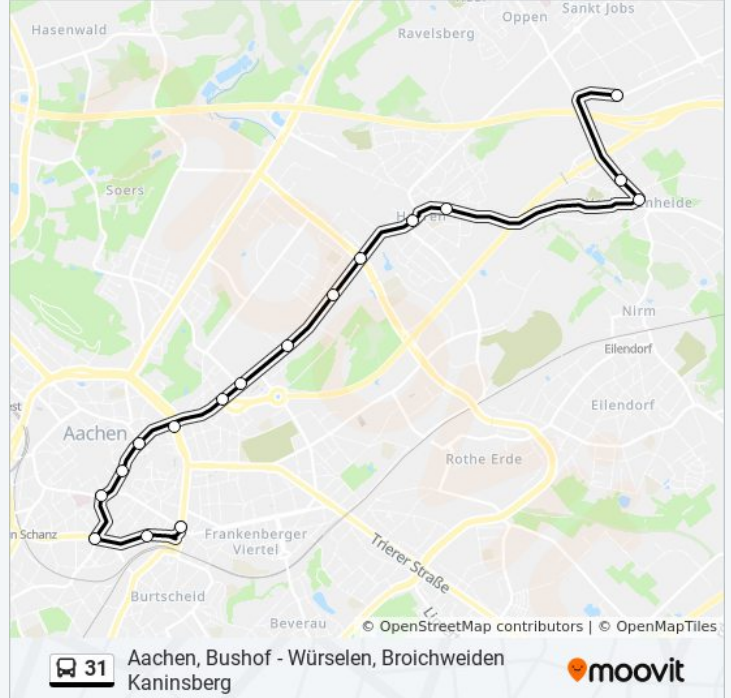 Sankt Jobs
Oppen
Hasenwald
Ravelsberg
Soers
enheide
Nirm
Eilendorf
Eilendorf
Aachen
Rothe Erde
n Schanz
Frankenberger
Viertel
Trierer Straße
Burtscheid
Beverau
© OpenStreetMap contributors | © OpenMapTiles
31
Aachen, Bushof - Würselen, Broichweiden
Kaninsberg
moovit